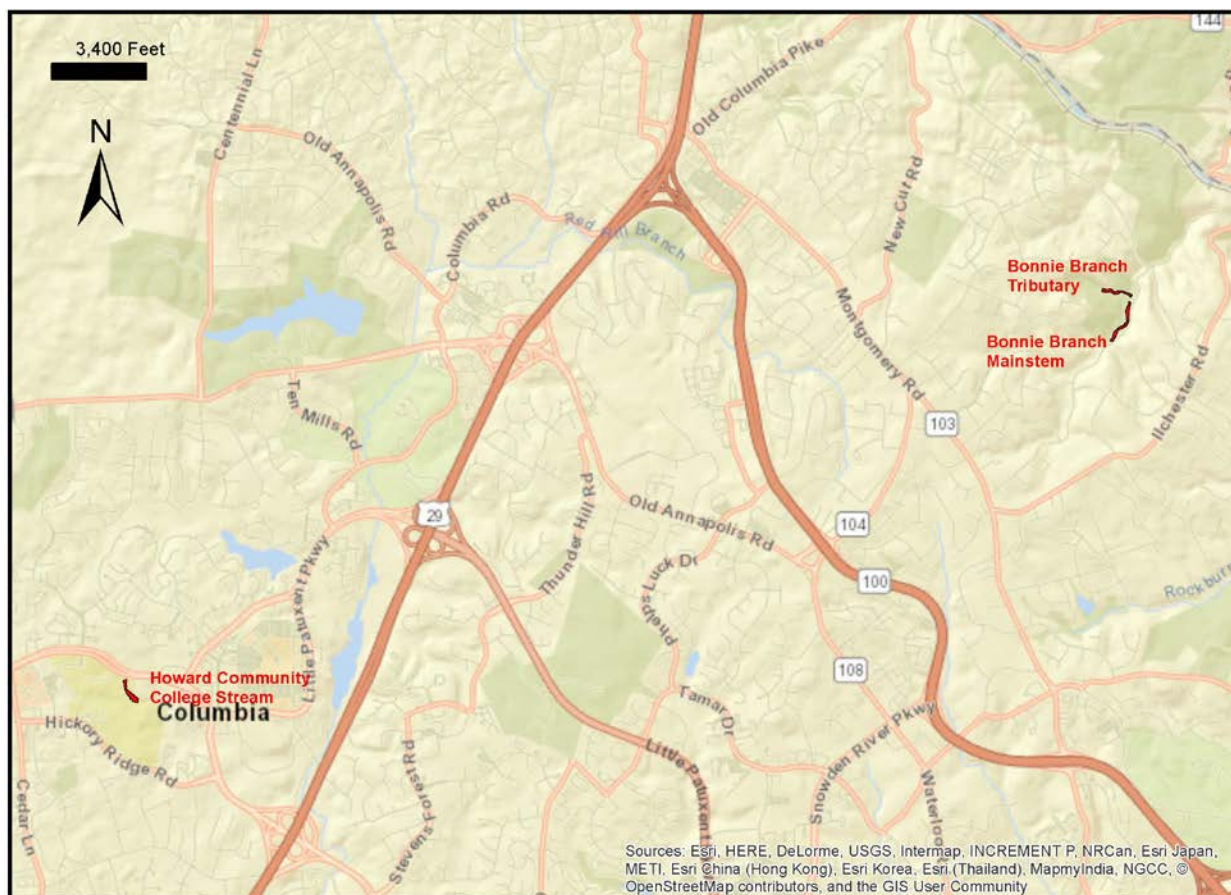 3,400 Feet
N
144
Centennial Ln
Old Annapolis Rd
Columbia Rd
Old Columbia Pike
New Cut Rd
Red Hill Branch
Bonnie Branch
Tributary
Bonnie Branch
Mainstem
Montgomery Rd
Ilchester Rd
103
Ten Mills Rd
29
Thunder Hill Rd
Old Annapolis Rd
104
100
Little Patuxent Pkwy
Phelps Luck Dr
Rockbur
Howard Community
College Stream
Columbia
Hickory Ridge Rd
108
Tamar Dr
Snowden River Pkwy
Cedar Ln
Stevens Forest Rd
Little Patuxent
Waterloo
Sources: Esri, HERE, DeLorme, USGS, Intermap, INCREMENT P, NRCan, Esri Japan,
METI, Esri China (Hong Kong), Esri Korea, Esri (Thailand), MapmyIndia, NGCC, ©
OpenStreetMap contributors, and the GIS User Community